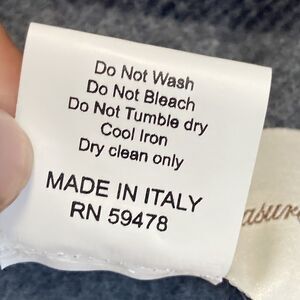 Do Not Wash
Do Not Bleach
Do Not Tumble dry
Cool Iron
Dry clean only
MADE IN ITALY
RN 59478